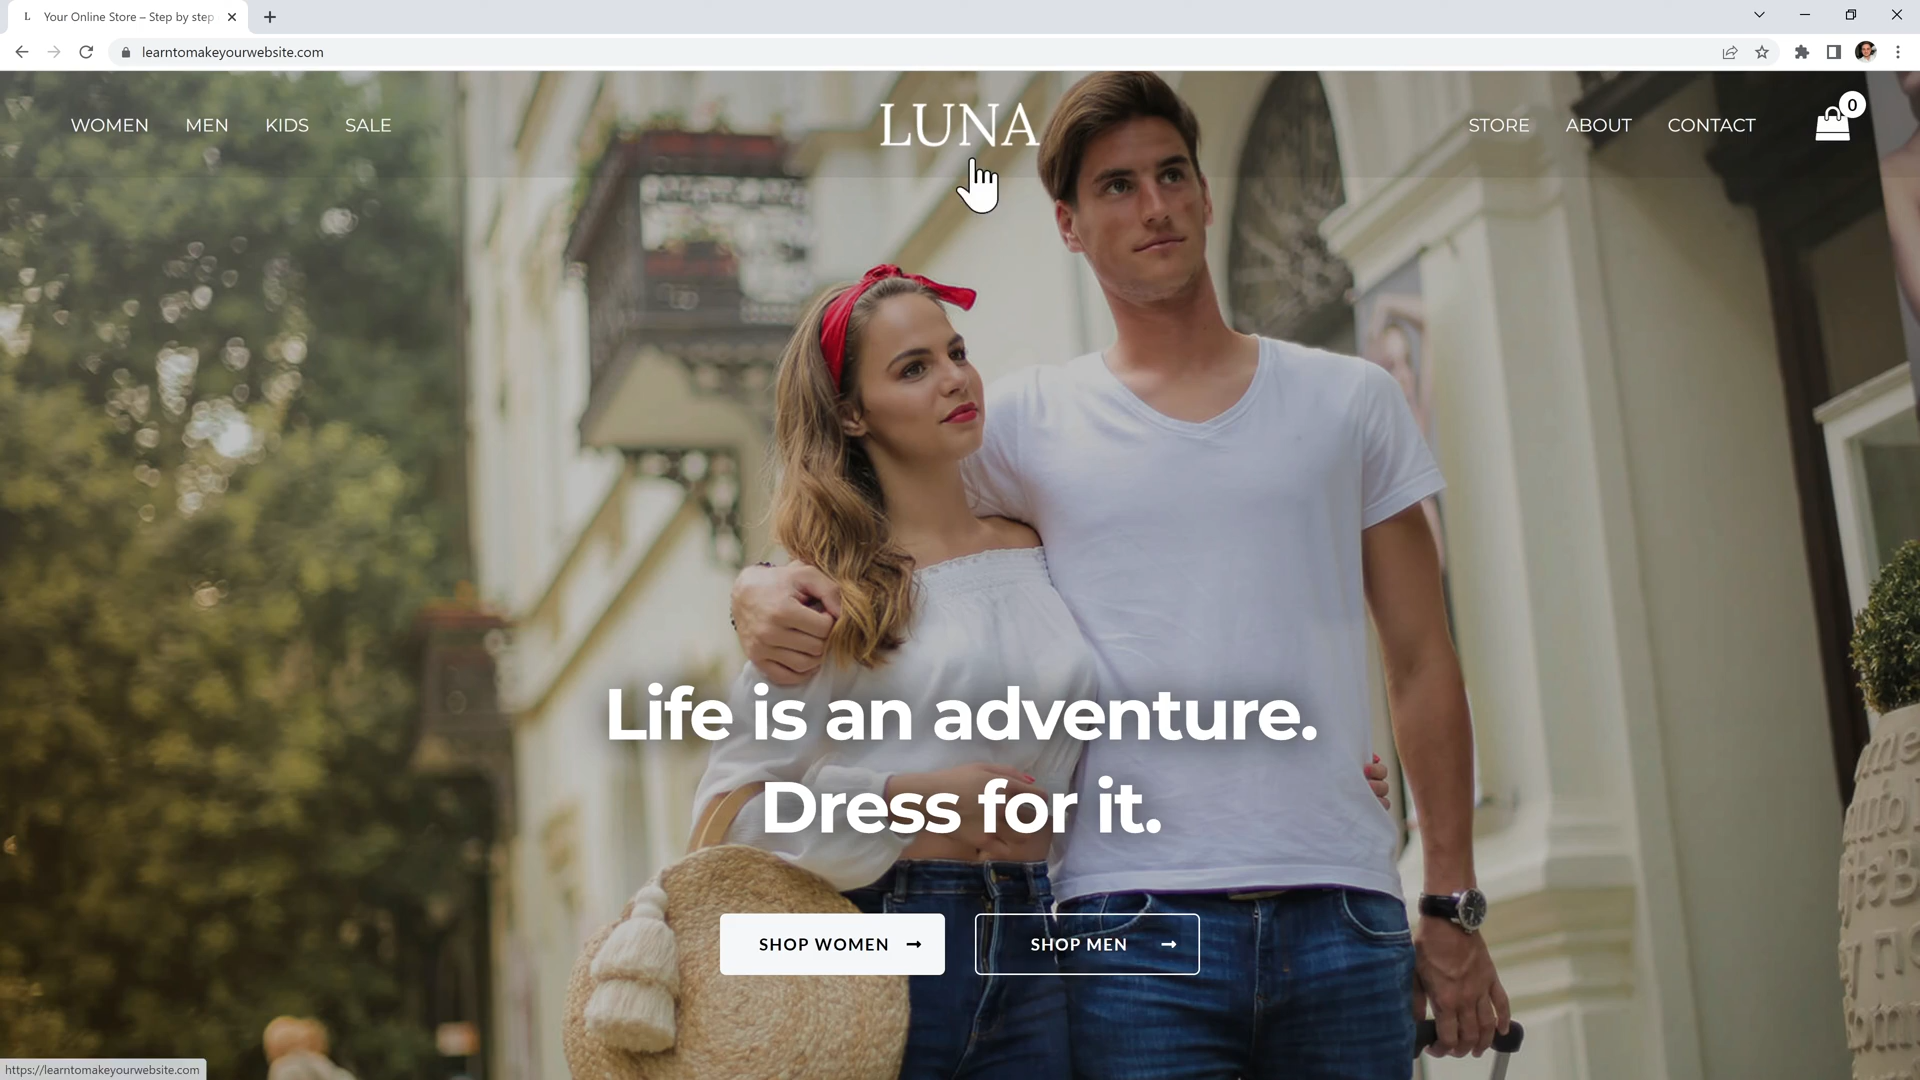 Your Online Store – Step by step
learntomakeyourwebsite.com
WOMEN MEN KIDS SALE
LUNA
STORE ABOUT CONTACT
0
Life is an adventure.
Dress for it.
SHOP WOMEN
SHOP MEN
https://learntomakeyourwebsite.com